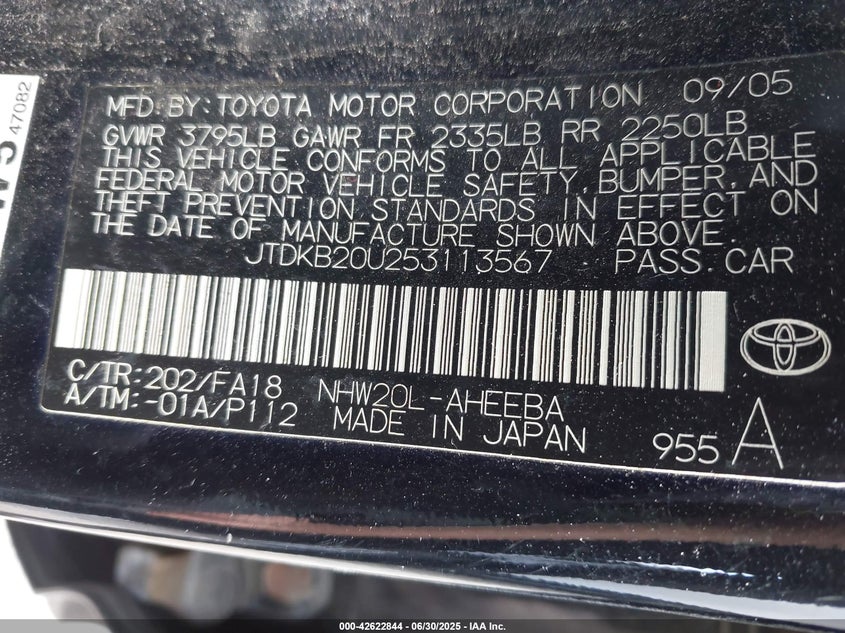 MFD. BY: TOYOTA MOTOR CORPORATION 09/05
GVWR 3795LB GAWR FR 2335LB RR 2250LB
THIS VEHICLE CONFORMS TO ALL APPLICABLE
FEDERAL MOTOR VEHICLE SAFETY, BUMPER, AND
THEFT PREVENTION STANDARDS IN EFFECT ON
THE DATE OF MANUFACTURE SHOWN ABOVE.
JTDKB20U253113567 PASS. CAR
C/TR: 202/FA18 NHW20L-AHEEBA
A/TM: -01A/P112 MADE IN JAPAN
955 A
47082
000-42622844 - 06/30/2025 - IAA Inc.